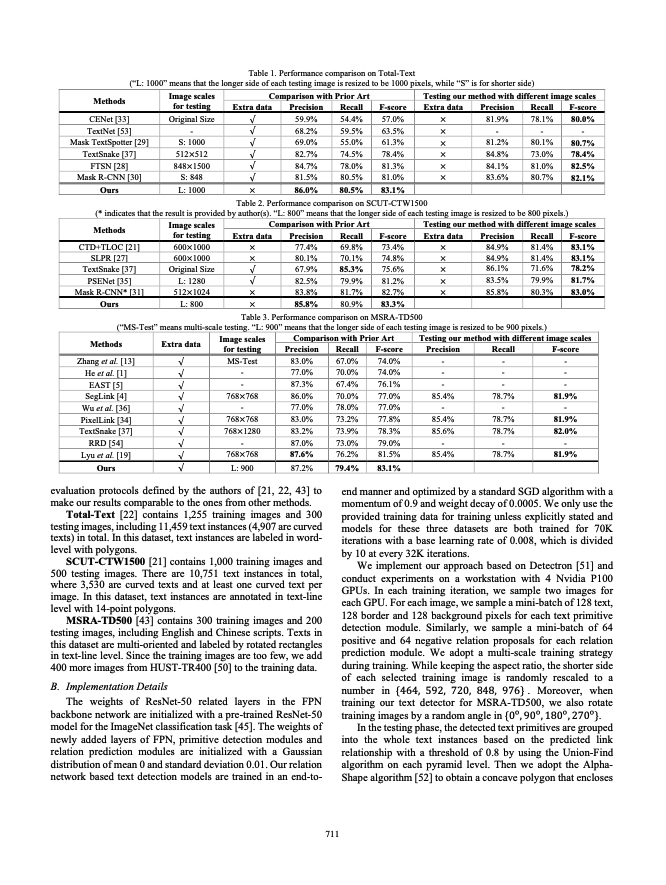 Table 1. Performance comparison on Total-Text
("L: 1000" means that the longer side of each testing image is resized to be 1000 pixels, while "S" is for shorter side)
Methods Image scales for testing Comparison with Prior Art Testing our method with different image scales
Extra data Precision Recall F-score Extra data Precision Recall F-score
CENet [33] Original Size √ 59.9% 54.4% 57.0% × 81.9% 78.1% 80.0%
TextNet [53] - √ 68.2% 59.5% 63.5% × - - -
Mask TextSpotter [29] S: 1000 √ 69.0% 55.0% 61.3% × 81.2% 80.1% 80.7%
TextSnake [37] 512×512 √ 82.7% 74.5% 78.4% × 84.8% 73.0% 78.4%
FTSN [28] 848×1500 √ 84.7% 78.0% 81.3% × 84.1% 81.0% 82.5%
Mask R-CNN [30] S: 848 √ 81.5% 80.5% 81.0% × 83.6% 80.7% 82.1%
Ours L: 1000 × 86.0% 80.5% 83.1%
Table 2. Performance comparison on SCUT-CTW1500
(* indicates that the result is provided by author(s). "L: 800" means that the longer side of each testing image is resized to be 800 pixels.)
Methods Image scales for testing Comparison with Prior Art Testing our method with different image scales
Extra data Precision Recall F-score Extra data Precision Recall F-score
CTD+TLOC [21] 600×1000 × 77.4% 69.8% 73.4% × 84.9% 81.4% 83.1%
SLPR [27] 600×1000 × 80.1% 70.1% 74.8% × 84.9% 81.4% 83.1%
TextSnake [37] Original Size √ 67.9% 85.3% 75.6% × 86.1% 71.6% 78.2%
PSENet [35] L: 1280 √ 82.5% 79.9% 81.2% × 83.5% 79.9% 81.7%
Mask R-CNN* [31] 512×1024 × 83.8% 81.7% 82.7% × 85.8% 80.3% 83.0%
Ours L: 800 × 85.8% 80.9% 83.3%
Table 3. Performance comparison on MSRA-TD500
("MS-Test" means multi-scale testing. "L: 900" means that the longer side of each testing image is resized to be 900 pixels.)
Methods Extra data Image scales for testing Comparison with Prior Art Testing our method with different image scales
Precision Recall F-score Precision Recall F-score
Zhang et al. [13] √ MS-Test 83.0% 67.0% 74.0% - - -
He et al. [1] √ - 77.0% 70.0% 74.0% - - -
EAST [5] √ - 87.3% 67.4% 76.1% - - -
SegLink [4] √ 768×768 86.0% 70.0% 77.0% 85.4% 78.7% 81.9%
Wu et al. [36] √ - 77.0% 78.0% 77.0% - - -
PixelLink [34] √ 768×768 83.0% 73.2% 77.8% 85.4% 78.7% 81.9%
TextSnake [37] √ 768×1280 83.2% 73.9% 78.3% 85.6% 78.7% 82.0%
RRD [54] √ - 87.0% 73.0% 79.0% - - -
Lyu et al. [19] √ 768×768 87.6% 76.2% 81.5% 85.4% 78.7% 81.9%
Ours √ L: 900 87.2% 79.4% 83.1%
evaluation protocols defined by the authors of [21, 22, 43] to
make our results comparable to the ones from other methods.
Total-Text [22] contains 1,255 training images and 300
testing images, including 11,459 text instances (4,907 are curved
texts) in total. In this dataset, text instances are labeled in word-
level with polygons.
SCUT-CTW1500 [21] contains 1,000 training images and
500 testing images. There are 10,751 text instances in total,
where 3,530 are curved texts and at least one curved text per
image. In this dataset, text instances are annotated in text-line
level with 14-point polygons.
MSRA-TD500 [43] contains 300 training images and 200
testing images, including English and Chinese scripts. Texts in
this dataset are multi-oriented and labeled by rotated rectangles
in text-line level. Since the training images are too few, we add
400 more images from HUST-TR400 [50] to the training data.
B. Implementation Details
The weights of ResNet-50 related layers in the FPN
backbone network are initialized with a pre-trained ResNet-50
model for the ImageNet classification task [45]. The weights of
newly added layers of FPN, primitive detection modules and
relation prediction modules are initialized with a Gaussian
distribution of mean 0 and standard deviation 0.01. Our relation
network based text detection models are trained in an end-to-
end manner and optimized by a standard SGD algorithm with a
momentum of 0.9 and weight decay of 0.0005. We only use the
provided training data for training unless explicitly stated and
models for these three datasets are both trained for 70K
iterations with a base learning rate of 0.008, which is divided
by 10 at every 32K iterations.
We implement our approach based on Detectron [51] and
conduct experiments on a workstation with 4 Nvidia P100
GPUs. In each training iteration, we sample two images for
each GPU. For each image, we sample a mini-batch of 128 text,
128 border and 128 background pixels for each text primitive
detection module. Similarly, we sample a mini-batch of 64
positive and 64 negative relation proposals for each relation
prediction module. We adopt a multi-scale training strategy
during training. While keeping the aspect ratio, the shorter side
of each selected training image is randomly rescaled to a
number in {464, 592, 720, 848, 976}. Moreover, when
training our text detector for MSRA-TD500, we also rotate
training images by a random angle in {0⁰, 90⁰, 180⁰, 270⁰}.
In the testing phase, the detected text primitives are grouped
into the whole text instances based on the predicted link
relationship with a threshold of 0.8 by using the Union-Find
algorithm on each pyramid level. Then we adopt the Alpha-
Shape algorithm [52] to obtain a concave polygon that encloses
711